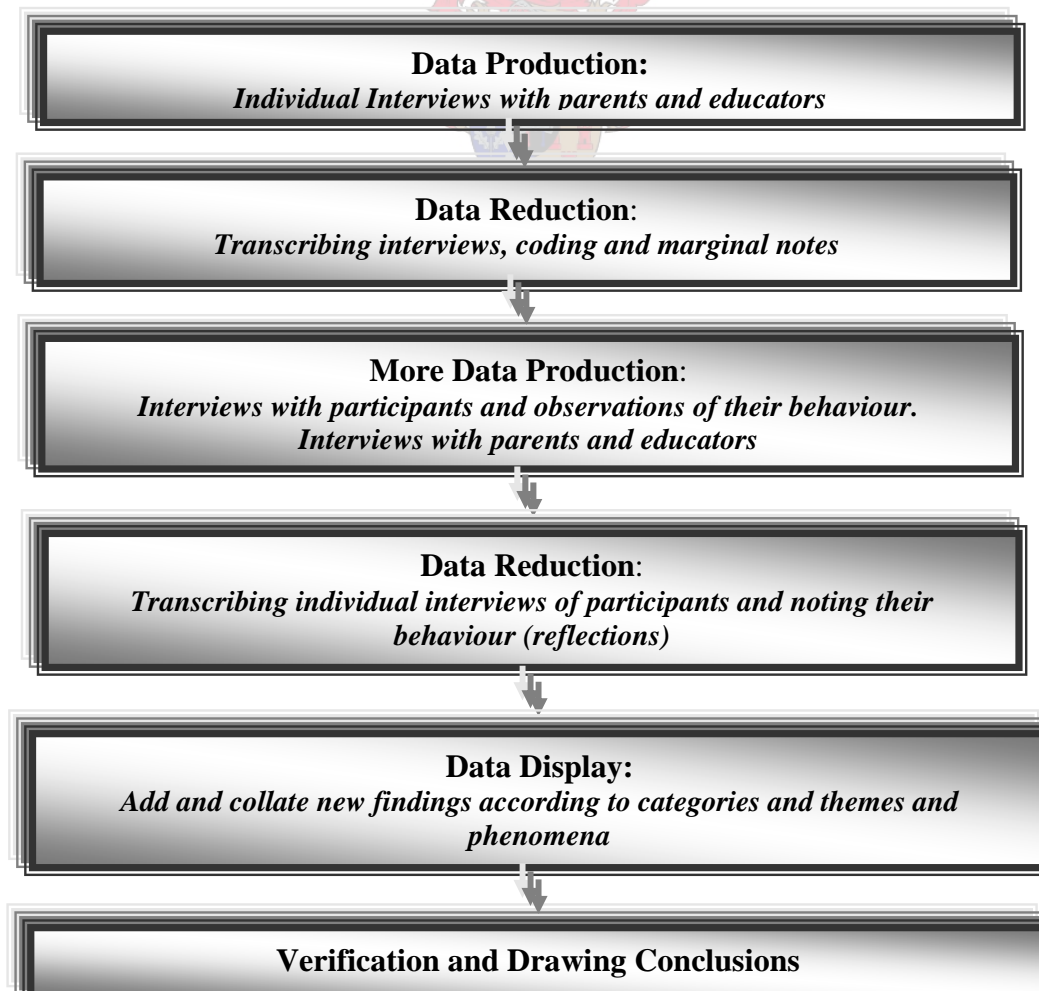 Data Production:
Individual Interviews with parents and educators
Data Reduction:
Transcribing interviews, coding and marginal notes
More Data Production:
Interviews with participants and observations of their behaviour.
Interviews with parents and educators
Data Reduction:
Transcribing individual interviews of participants and noting their
behaviour (reflections)
Data Display:
Add and collate new findings according to categories and themes and
phenomena
Verification and Drawing Conclusions